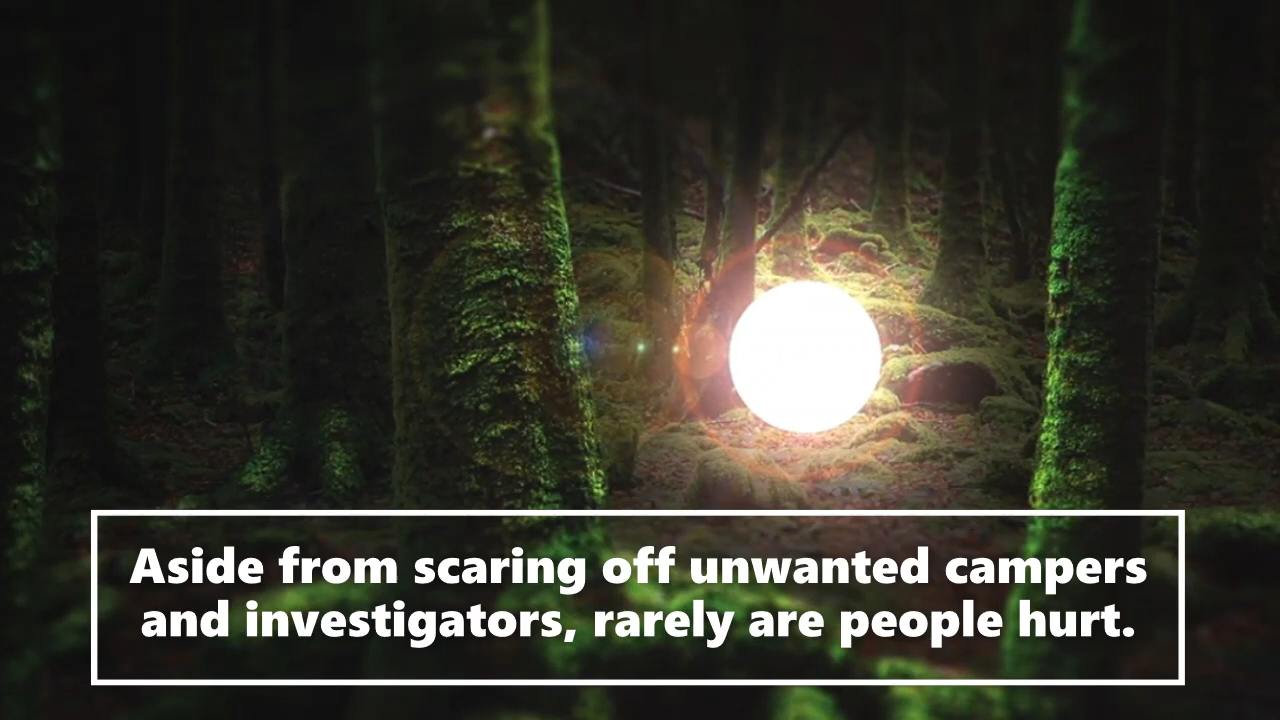 Aside from scaring off unwanted campers
and investigators, rarely are people hurt.